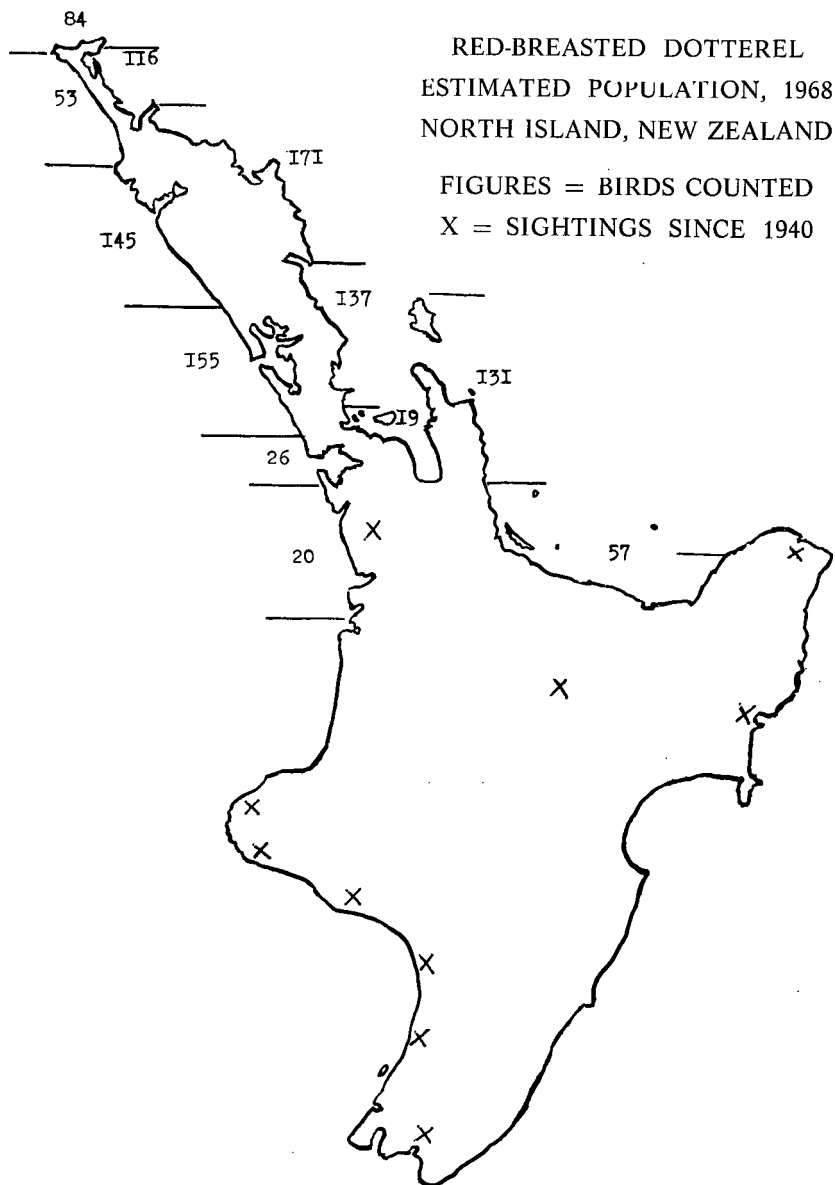 RED-BREASTED DOTTEREL
ESTIMATED POPULATION, 1968
NORTH ISLAND, NEW ZEALAND
FIGURES = BIRDS COUNTED
X = SIGHTINGS SINCE 1940
84
116
53
171
145
137
155
131
19
26
20
57
X
X
X
X
X
X
X
X
X
X